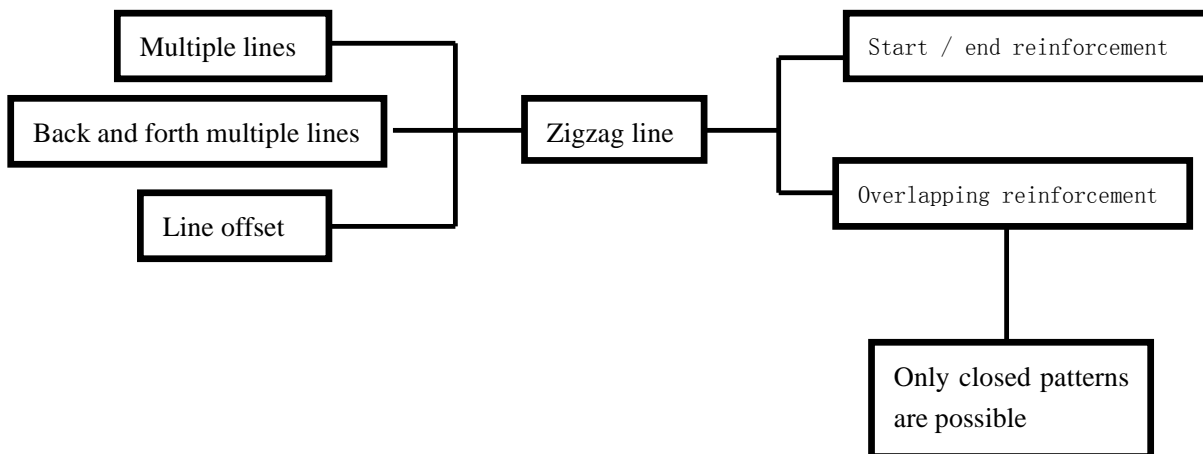 Multiple lines
Back and forth multiple lines
Line offset
Zigzag line
Start / end reinforcement
Overlapping reinforcement
Only closed patterns
are possible